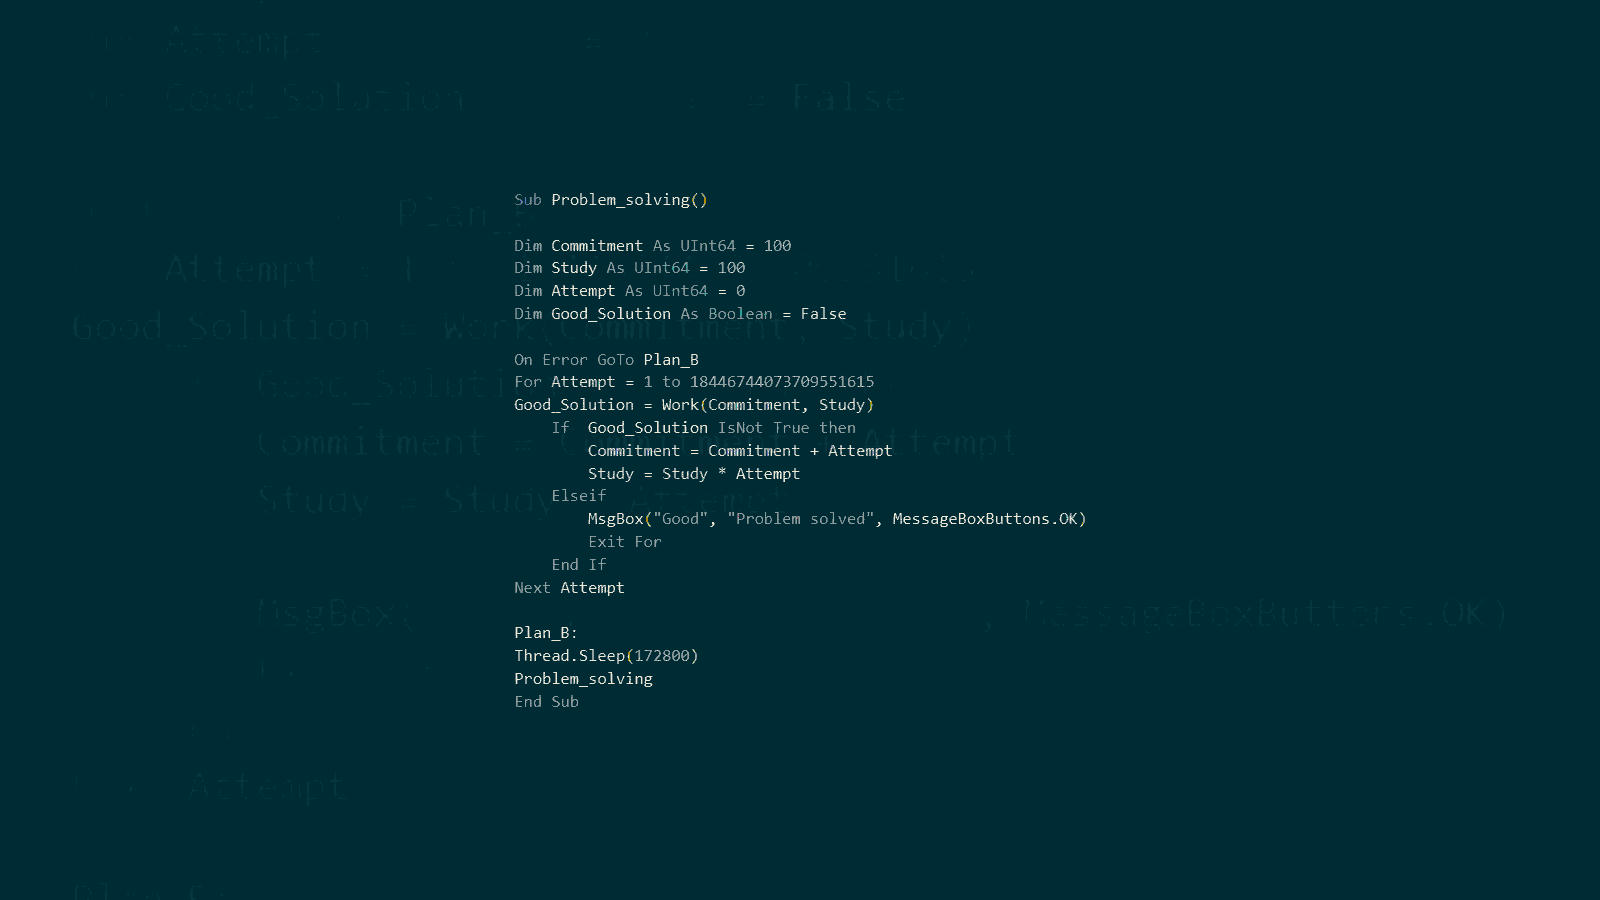 Sub Problem_solving()
Dim Commitment As UInt64 = 100
Dim Study As UInt64 = 100
Dim Attempt As UInt64 = 0
Dim Good_Solution As Boolean = False
On Error GoTo Plan_B
For Attempt = 1 to 18446744073709551615
Good_Solution = Work(Commitment, Study)
If Good_Solution IsNot True then
Commitment = Commitment + Attempt
Study = Study * Attempt
Elseif
MsgBox("Good", "Problem solved", MessageBoxButtons.OK)
Exit For
End If
Next Attempt
Plan_B:
Thread.Sleep(172800)
Problem_solving
End Sub